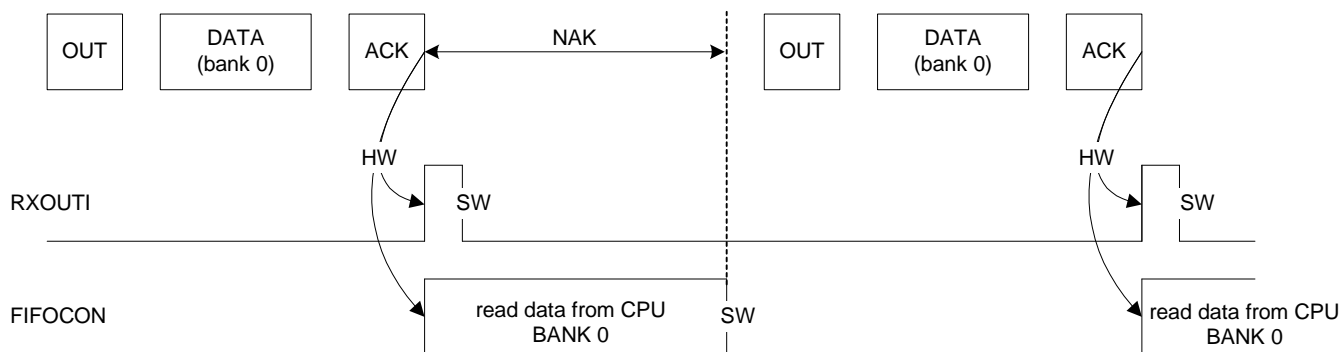 OUT
DATA
(bank 0)
ACK
NAK
OUT
DATA
(bank 0)
ACK
HW
HW
RXOUTI
SW
SW
FIFOCON
read data from CPU
BANK 0
SW
read data from CPU
BANK 0